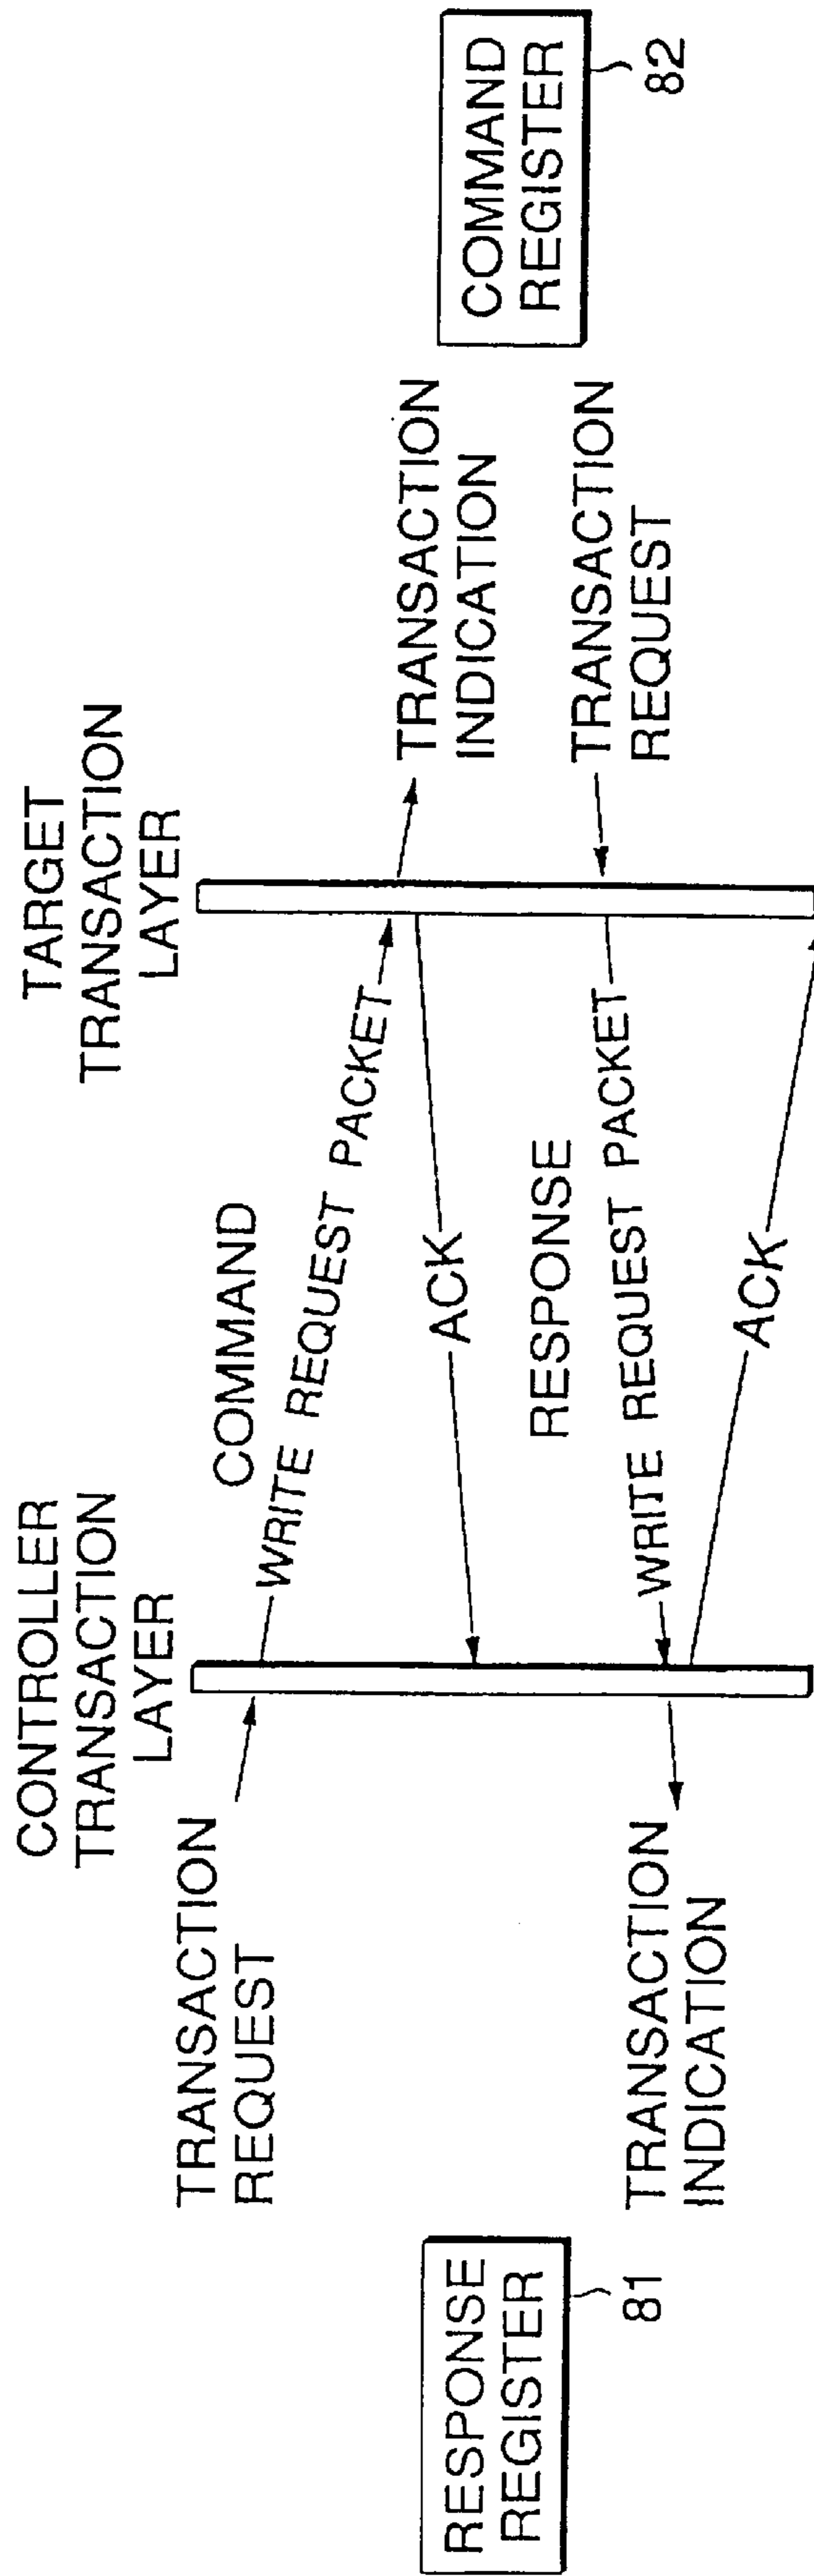 CONTROLLER
TRANSACTION
LAYER
TARGET
TRANSACTION
LAYER
TRANSACTION
REQUEST
COMMAND
WRITE REQUEST PACKET
TRANSACTION
INDICATION
ACK
RESPONSE
REGISTER
81
COMMAND
REGISTER
82
RESPONSE
WRITE REQUEST PACKET
TRANSACTION
REQUEST
TRANSACTION
INDICATION
ACK